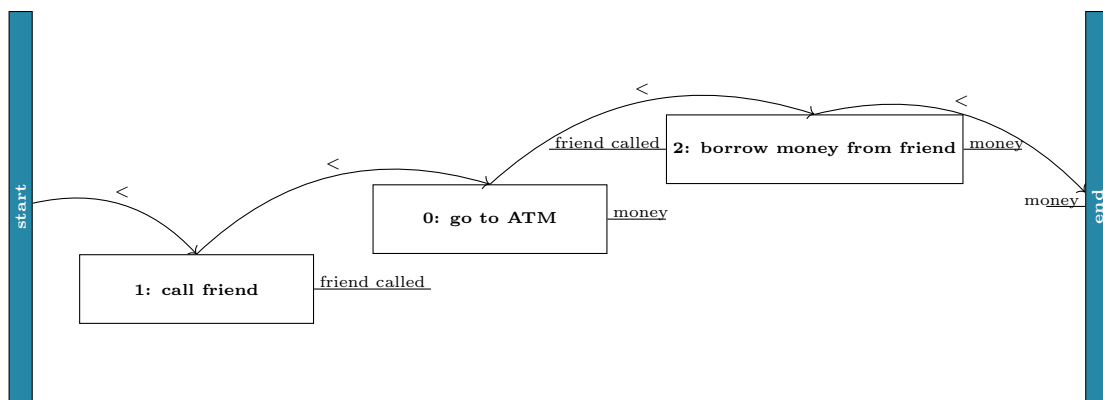 start
<
1: call friend
friend called
<
0: go to ATM
money
<
friend called
2: borrow money from friend
money
<
money
end